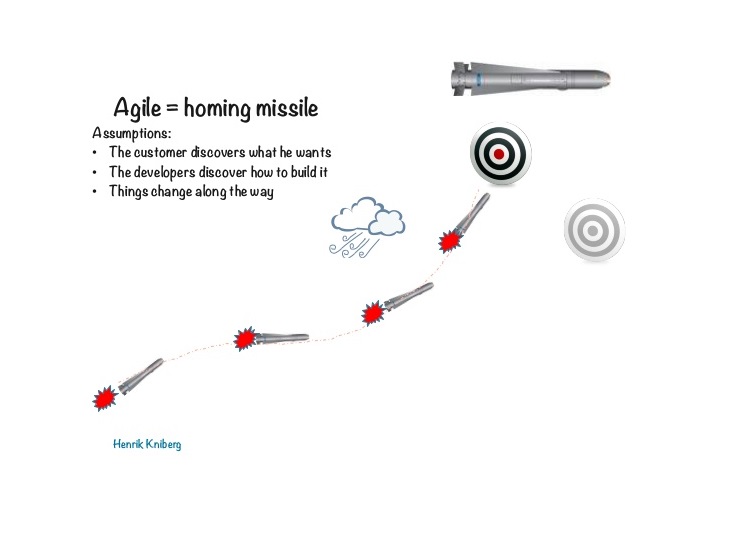 Agile = homing missile
Assumptions:
• The customer discovers what he wants
• The developers discover how to build it
• Things change along the way
Henrik Kniberg